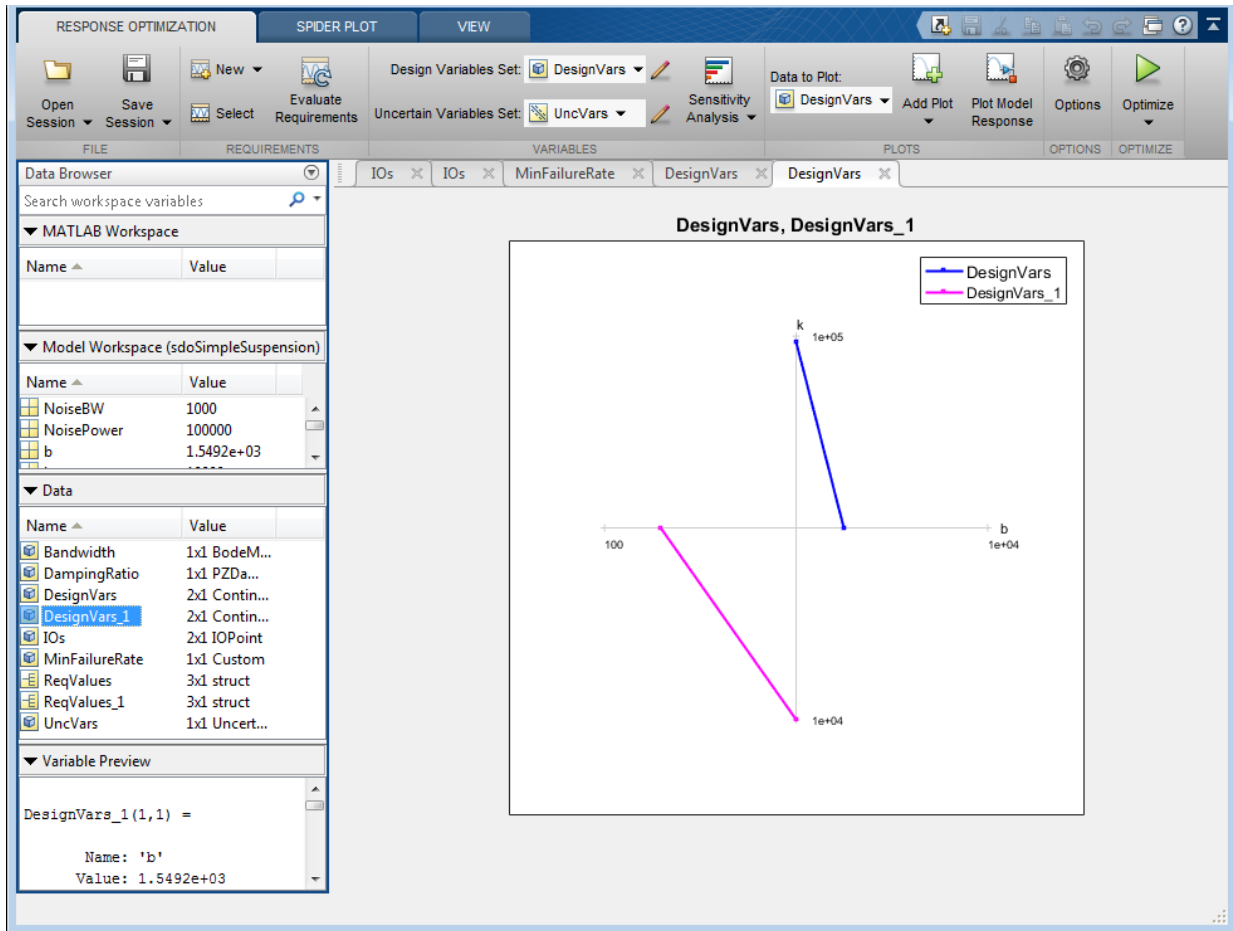 RESPONSE OPTIMIZATION
SPIDER PLOT
VIEW
Open Session
Save Session
New
Select
Evaluate Requirements
Design Variables Set: DesignVars
Uncertain Variables Set: UncVars
Sensitivity Analysis
Data to Plot:
DesignVars
Add Plot
Plot Model Response
Options
Optimize
FILE
REQUIREMENTS
VARIABLES
PLOTS
OPTIONS
OPTIMIZE
Data Browser
Search workspace variables
MATLAB Workspace
Name Value
Model Workspace (sdoSimpleSuspension)
Name Value
NoiseBW 1000
NoisePower 100000
b 1.5492e+03
Data
Name Value
Bandwidth 1x1 BodeM...
DampingRatio 1x1 PZDa...
DesignVars 2x1 Contin...
DesignVars_1 2x1 Contin...
IOs 2x1 IOPoint
MinFailureRate 1x1 Custom
ReqValues 3x1 struct
ReqValues_1 3x1 struct
UncVars 1x1 Uncert...
Variable Preview
DesignVars_1(1,1) =
Name: 'b'
Value: 1.5492e+03
IOs
IOs
MinFailureRate
DesignVars
DesignVars
DesignVars, DesignVars_1
DesignVars
DesignVars_1
k
1e+05
b
100
1e+04
1e+04